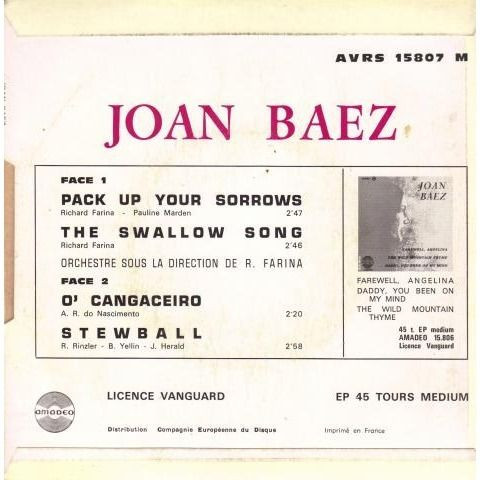 AVRS 15807 M
JOAN BAEZ
FACE 1
PACK UP YOUR SORROWS
Richard Farina - Pauline Marden 2'47
THE SWALLOW SONG
Richard Farina 2'46
ORCHESTRE SOUS LA DIRECTION DE R. FARINA
FACE 2
O' CANGACEIRO
A. R. do Nascimento 2:20
STEWBALL
R. Rinzler - B. Yellin - J. Herald 2'58
JOAN
BAEZ
FAREWELL, ANGELINA
THE WILD MOUNTAIN THYME
DADDY, YOU BEEN ON MY MIND
FAREWELL, ANGELINA
DADDY, YOU BEEN ON
MY MIND
THE WILD MOUNTAIN
THYME
45 t. EP medium
AMADEO 15.806
Licence Vanguard
amadeo
LICENCE VANGUARD
EP 45 TOURS MEDIUM
Distribution Compagnie Européenne du Disque
Imprimé en France